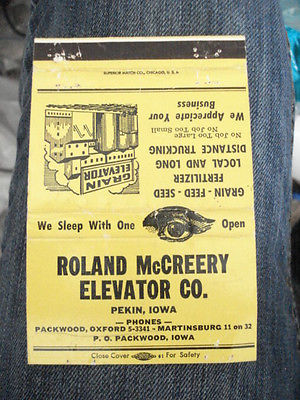 SUPERIOR MATCH CO., CHICAGO, U.S.A.
GRAIN - FEED - SEED
FERTILIZER
LOCAL AND LONG
DISTANCE TRUCKING
No Job Too Large
No Job Too Small
We Appreciate Your
Business
GRAIN
ELEVATOR
We Sleep With One Open
ROLAND McCREERY
ELEVATOR CO.
PEKIN, IOWA
— PHONES —
PACKWOOD, OXFORD 5-3341 - MARTINSBURG 11 on 32
P. O. PACKWOOD, IOWA
Close Cover 61 For Safety